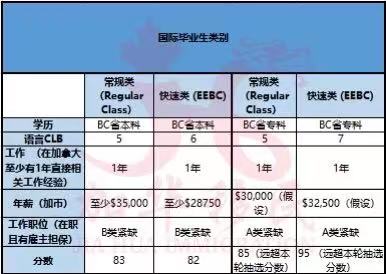 国际毕业生类别
常规类 快速类 (EEBC) 常规类 快速类 (EEBC)
(Regular (Regular
Class) Class)
学历 BC省本科 BC省本科 BC省专科 BC省专科
语言CLB 5 6 5 7
工作 （在加拿大
至少有1年直接相 1年 1年 1年 1年
关工作经验）
年薪（加币） 至少$35,000 至少$28750 $30,000（假 $32,500（假设）
设）
工作职位（在职 B类紧缺 B类紧缺 A类紧缺 A类紧缺
且有雇主担保）
分数 83 82 85（远超本 95 （远超本轮
轮抽选分数） 抽选分数）